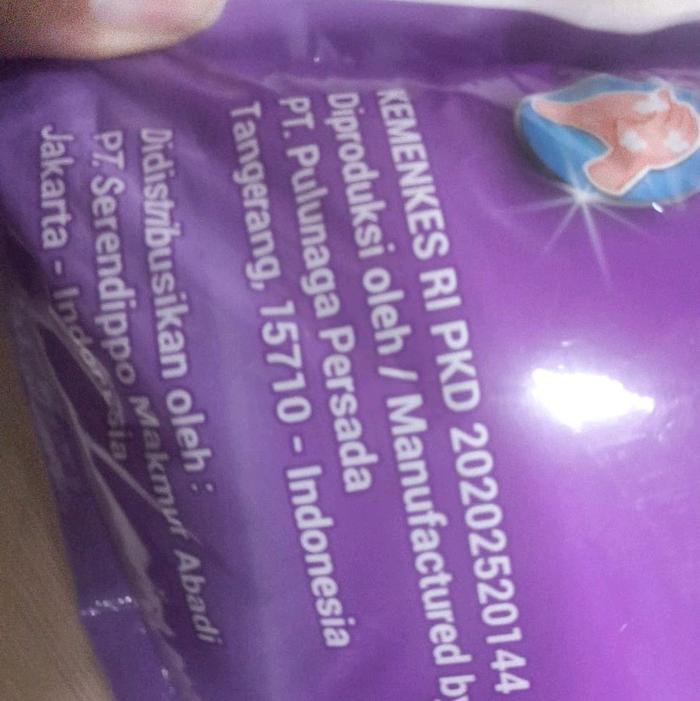 KEMENKES RI PKD 20202520144
Diproduksi oleh / Manufactured by
PT. Pulunaga Persada
Tangerang, 15710 - Indonesia
Didistribusikan oleh :
PT. Serendippo Makmur Abadi
Jakarta - Indonesia